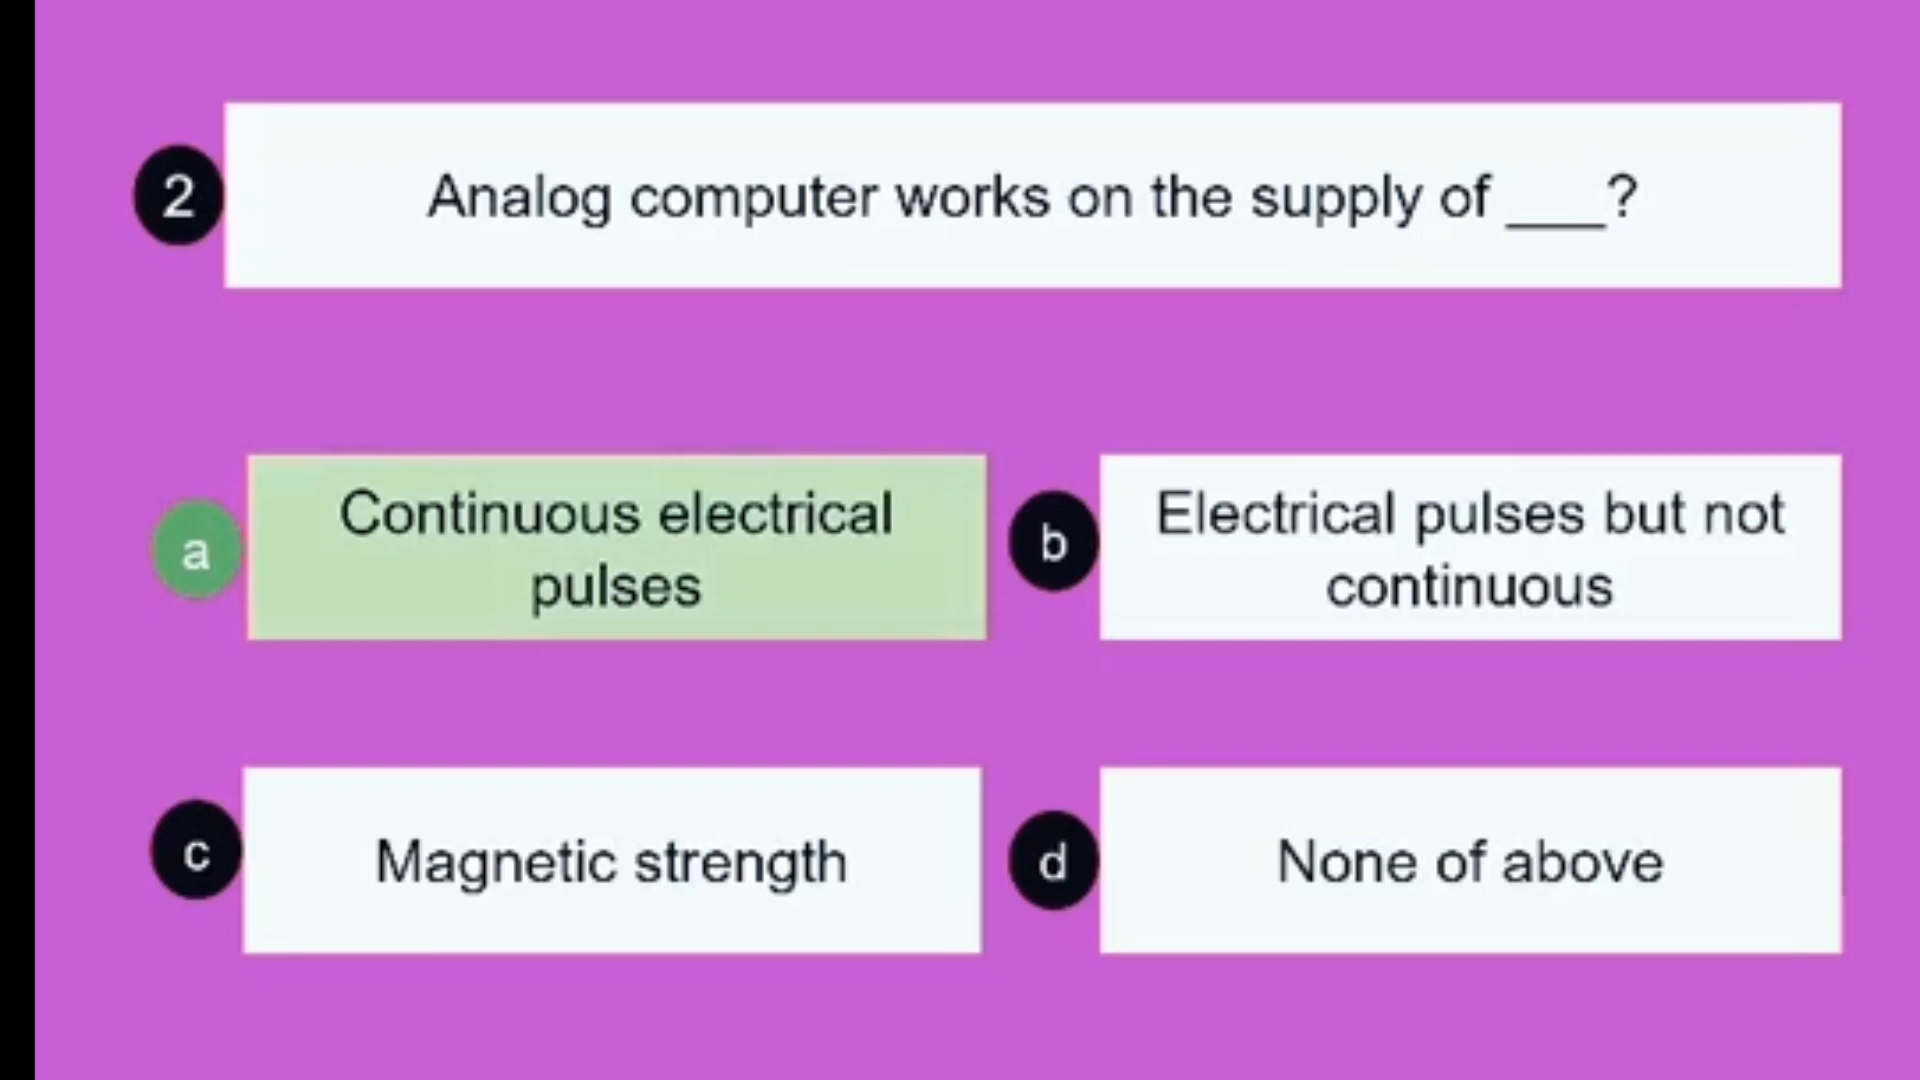 2
Analog computer works on the supply of ___?
a
Continuous electrical
pulses
b
Electrical pulses but not
continuous
c
Magnetic strength
d
None of above